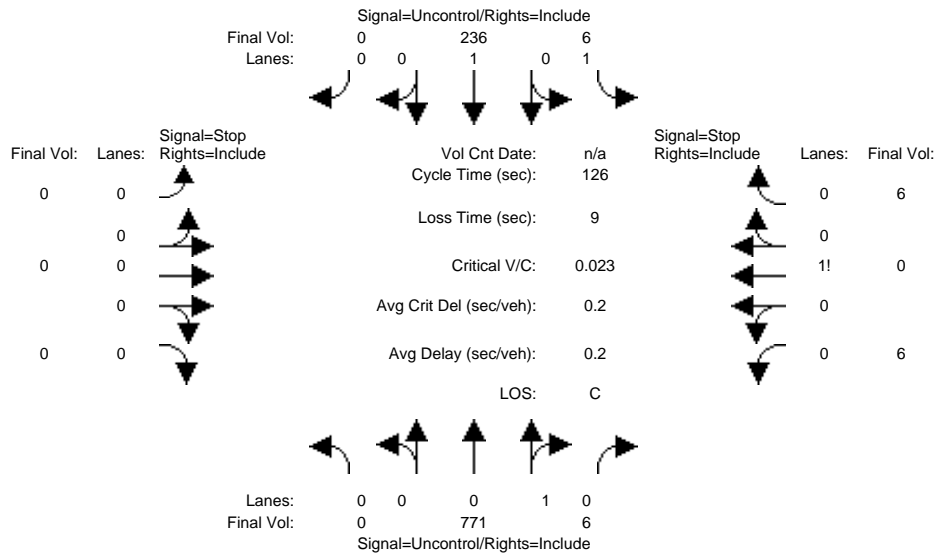 Signal=Uncontrol/Rights=Include
Final Vol: 0 236 6
Lanes: 0 0 1 0 1
Signal=Stop
Final Vol: Lanes: Rights=Include
Vol Cnt Date: n/a
Signal=Stop
Rights=Include Lanes: Final Vol:
Cycle Time (sec): 126
0 0
0 6
Loss Time (sec): 9
0
0
0 0
Critical V/C: 0.023
1! 0
0
Avg Crit Del (sec/veh): 0.2
0
0 0
Avg Delay (sec/veh): 0.2
0 6
LOS: C
Lanes: 0 0 0 1 0
Final Vol: 0 771 6
Signal=Uncontrol/Rights=Include